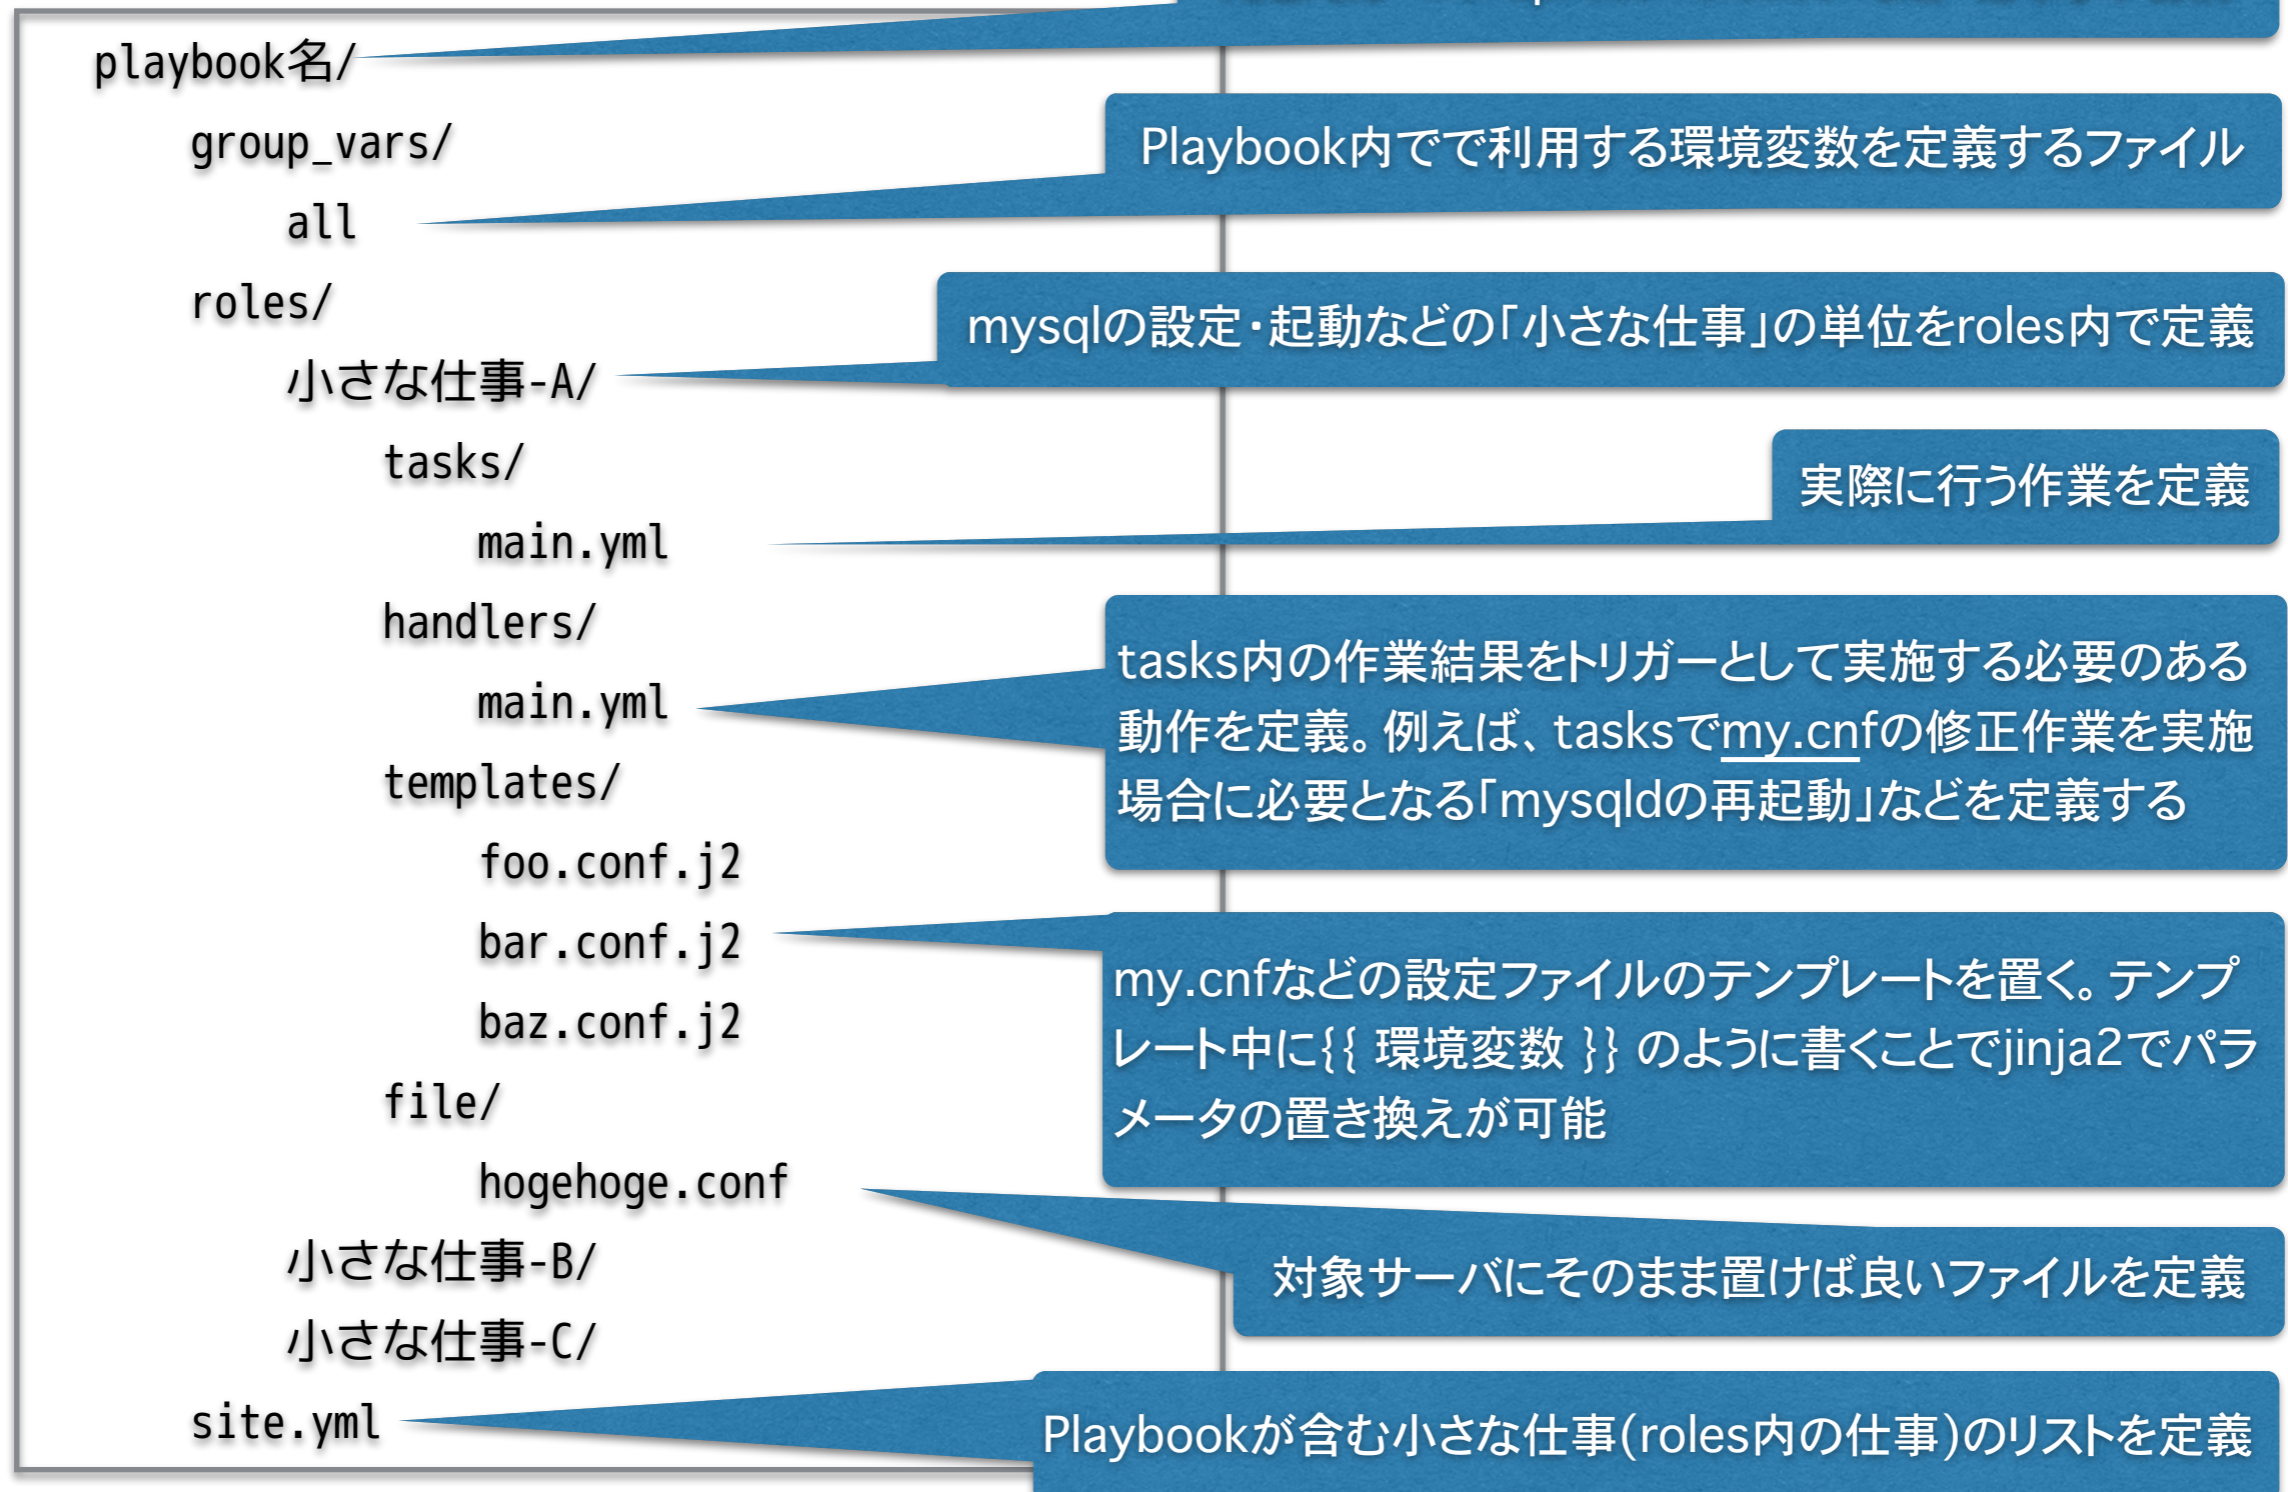 playbook名/
group_vars/
Playbook内でで利用する環境変数を定義するファイル
all
roles/
mysqlの設定・起動などの「小さな仕事」の単位をroles内で定義
小さな仕事-A/
tasks/
実際に行う作業を定義
main.yml
handlers/
main.yml
tasks内の作業結果をトリガーとして実施する必要のある
動作を定義。例えば、tasksでmy.cnfの修正作業を実施
場合に必要となる「mysqldの再起動」などを定義する
templates/
foo.conf.j2
bar.conf.j2
baz.conf.j2
my.cnfなどの設定ファイルのテンプレートを置く。テンプ
レート中に{{ 環境変数 }} のように書くことでjinja2でパラ
メータの置き換えが可能
file/
hogehoge.conf
対象サーバにそのまま置けば良いファイルを定義
小さな仕事-B/
小さな仕事-C/
site.yml
Playbookが含む小さな仕事(roles内の仕事)のリストを定義